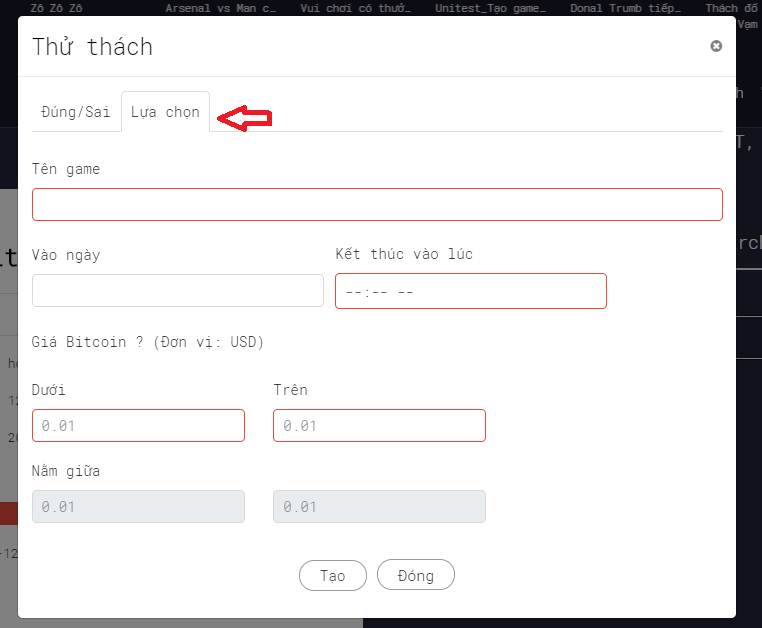 Zô Zô Zô Arsenal vs Man c… Vui chơi có thưở… Unitest_Tạo game… Donal Trumb tiếp… Thách đố
Vạm
Thử thách
Đúng/Sai Lựa chọn
Tên game
Vào ngày Kết thúc vào lúc
--:-- --
Giá Bitcoin ? (Đơn vị: USD)
Dưới Trên
0.01 0.01
Nằm giữa
0.01 0.01
Tạo Đóng